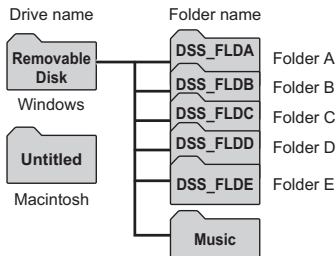 Drive name Folder name
Removable Disk
Windows
Untitled
Macintosh
DSS_FLDA Folder A
DSS_FLDB Folder B
DSS_FLDC Folder C
DSS_FLDD Folder D
DSS_FLDE Folder E
Music